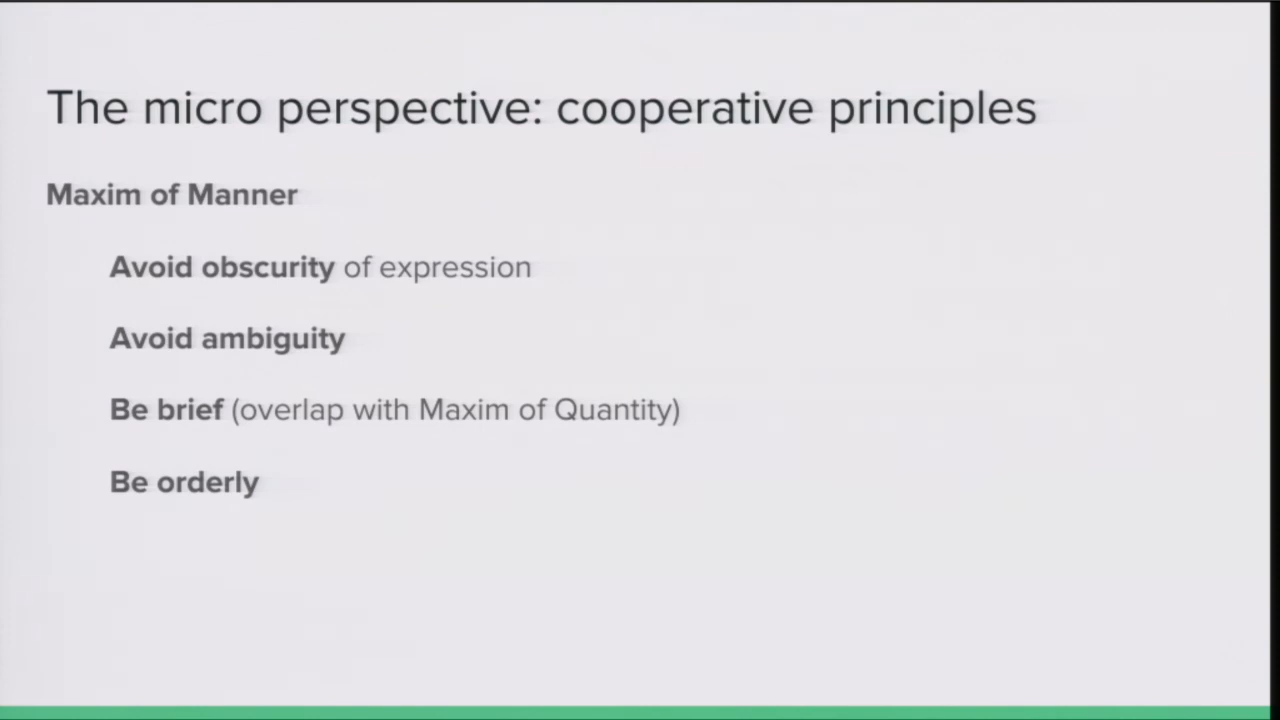 The micro perspective: cooperative principles
Maxim of Manner
Avoid obscurity of expression
Avoid ambiguity
Be brief (overlap with Maxim of Quantity)
Be orderly